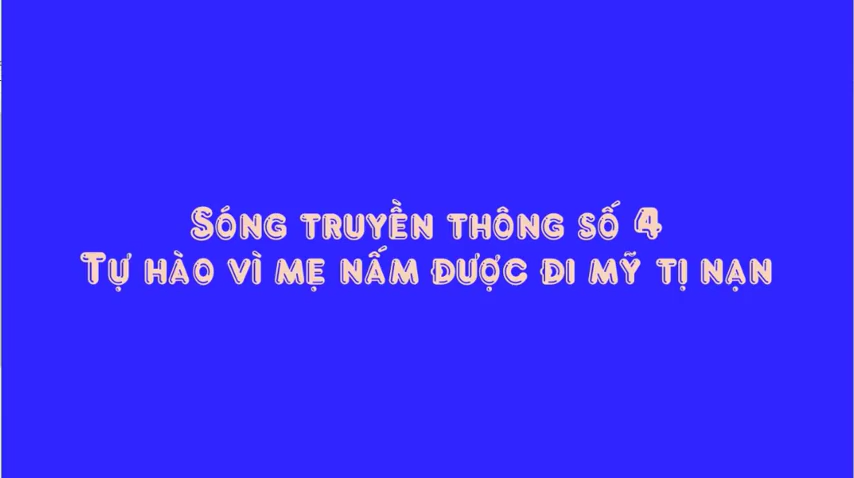 Sóng truyền thông số 4
Tự hào vì mẹ nấm được đi mỹ tị nạn